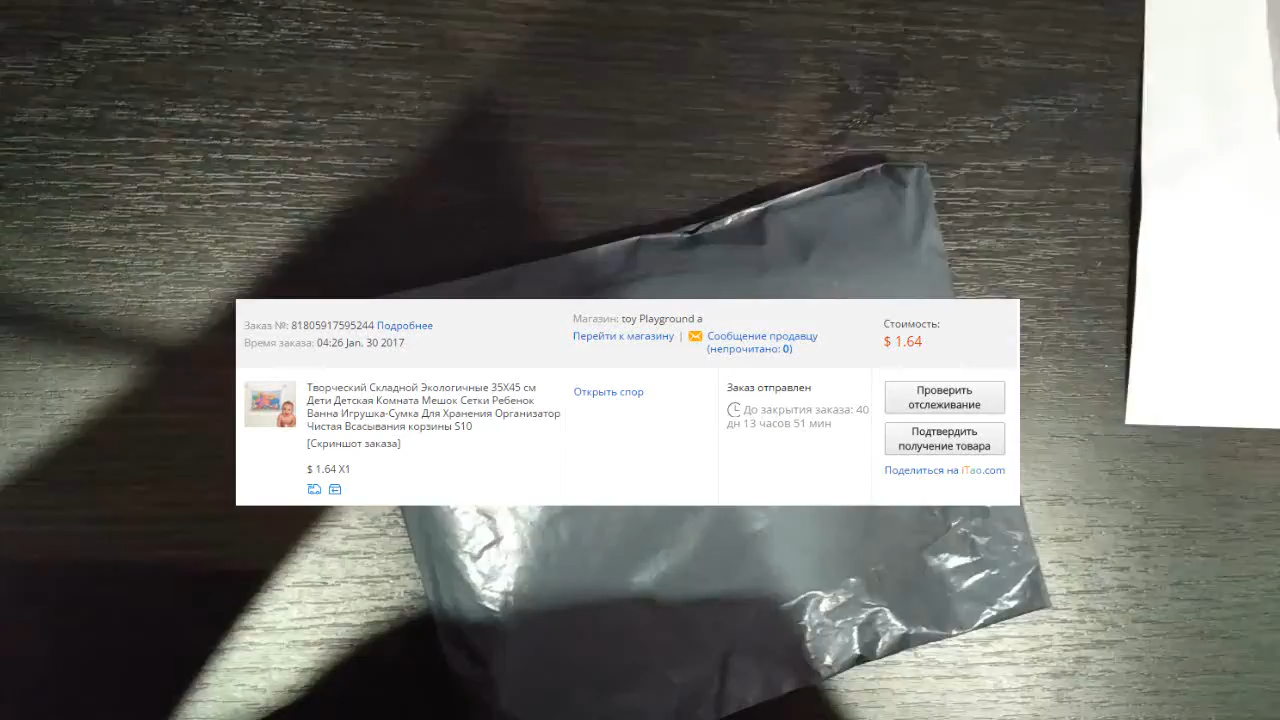 Заказ №: 81805917595244 Подробнее
Время заказа: 04:26 Jan. 30 2017
Магазин: toy Playground a
Перейти к магазину | Сообщение продавцу
(непрочитано: 0)
Стоимость:
$ 1.64
Творческий Складной Экологичные 35X45 см
Дети Детская Комната Мешок Сетки Ребенок
Ванна Игрушка-Сумка Для Хранения Организатор
Чистая Всасывания корзины S10
[Скриншот заказа]
$ 1.64 X1
Открыть спор
Заказ отправлен
До закрытия заказа: 40
дн 13 часов 51 мин
Проверить
отслеживание
Подтвердить
получение товара
Поделиться на iTao.com